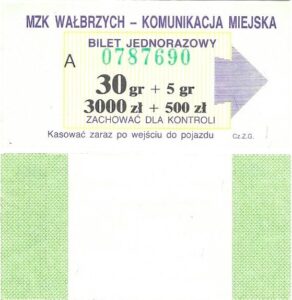 MZK WAŁBRZYCH – KOMUNIKACJA MIEJSKA
BILET JEDNORAZOWY
A 0787690
30 gr + 5 gr
3000 zł + 500 zł
ZACHOWAĆ DLA KONTROLI
Kasować zaraz po wejściu do pojazdu Cz.Z.G.